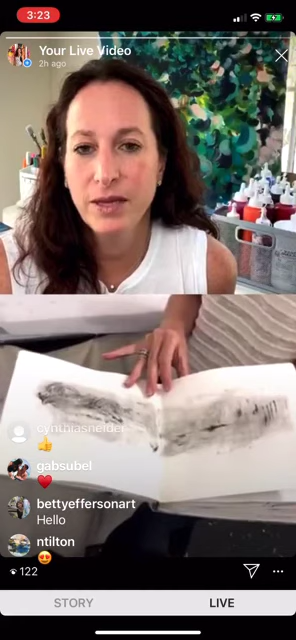 3:23
Your Live Video
2h ago
cynthiasneider
👍
gabsubel
❤️
bettyeffersonart
Hello
ntilton
😍
122
STORY
LIVE